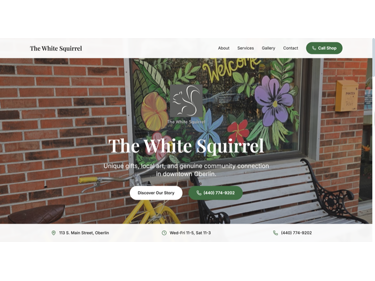 The White Squirrel
About Services Gallery Contact Call Shop
Welcome
The White Squirrel
The White Squirrel
Unique gifts, local art, and genuine community connection
in downtown Oberlin.
Discover Our Story (440) 774-9202
113 S. Main Street, Oberlin Wed-Fri 11-5, Sat 11-3 (440) 774-9202